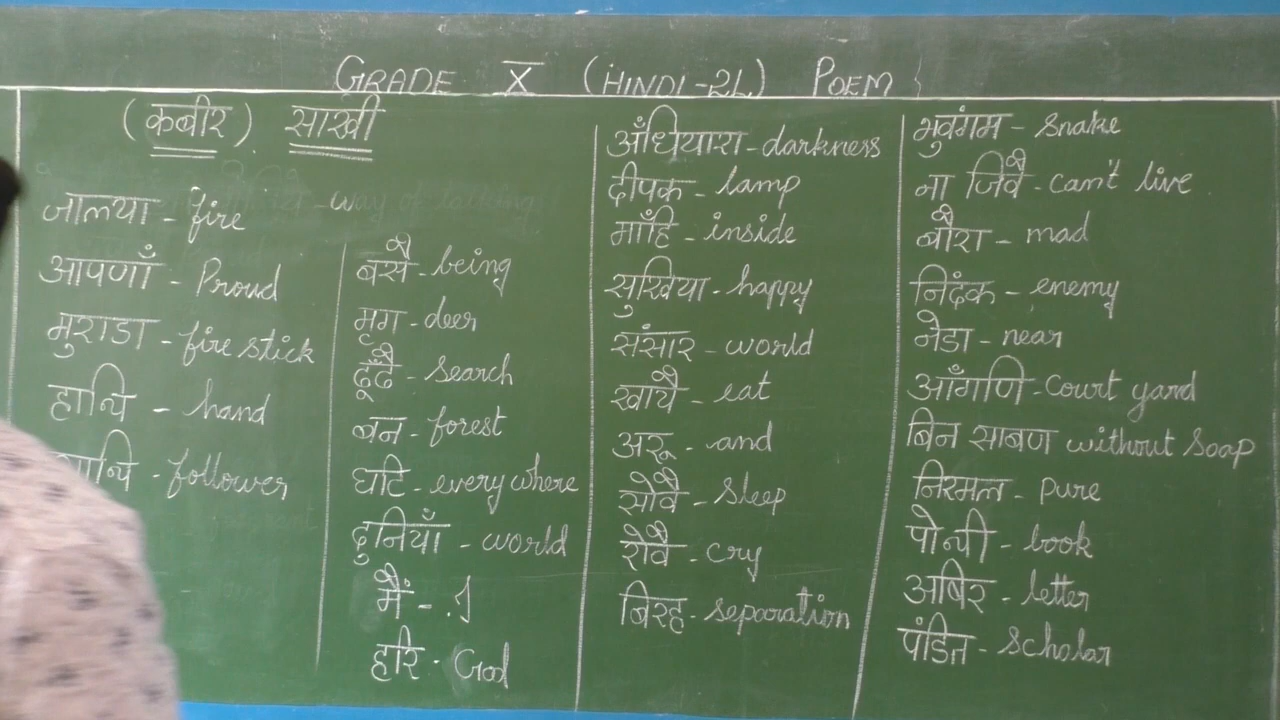 GRADE X (HINDI-2L) POEM
(कबीर) साखी
जाल्या - fire
आपणाँ - Proud
मुराडा - fire stick
हाथि - hand
- follower
बसै - being
मृग - deer
ढूँढै - search
बन - forest
घटि - every where
दुनियाँ - world
मैं - I
हरि - God
अँधियारा - darkness
दीपक - lamp
माँहि - inside
सुखिया - happy
संसार - world
खायै - eat
अरू - and
सोवै - sleep
रोवै - cry
बिरह - separation
भुवंगम - snake
ना जिवै - can't live
बौरा - mad
निदंक - enemy
नेडा - near
आँगणि - court yard
बिन साबण without soap
निरमल - pure
पोथी - book
अषिर - letter
पंडित - scholar